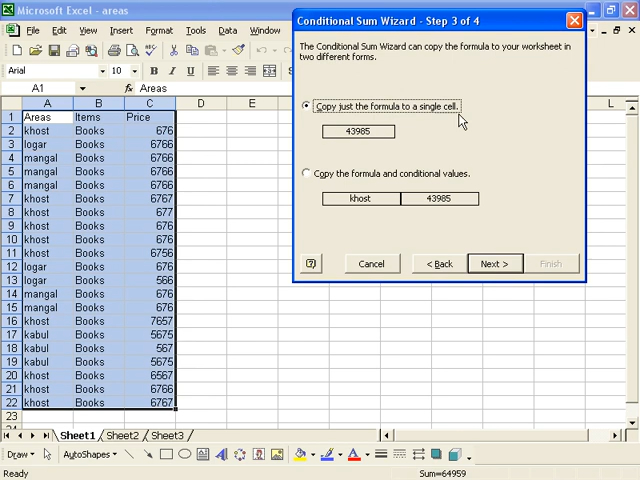 Microsoft Excel - areas
File Edit View Insert Format Tools Data Window
Arial 10 B I U
A1 fx Areas
A B C D E F L
1 Areas Items Price
2 khost Books 676
3 logar Books 6766
4 mangal Books 6766
5 mangal Books 6766
6 mangal Books 6766
7 khost Books 6767
8 khost Books 677
9 khost Books 676
10 khost Books 676
11 khost Books 6756
12 logar Books 676
13 logar Books 566
14 mangal Books 676
15 mangal Books 676
16 khost Books 7657
17 kabul Books 5675
18 kabul Books 567
19 kabul Books 5675
20 khost Books 6567
21 khost Books 6766
22 khost Books 6767
23
24
Sheet1 Sheet2 Sheet3
Draw AutoShapes
Ready Sum=64959
Conditional Sum Wizard - Step 3 of 4
The Conditional Sum Wizard can copy the formula to your worksheet in
two different forms.
Copy just the formula to a single cell.
43985
Copy the formula and conditional values.
khost 43985
Cancel < Back Next > Finish